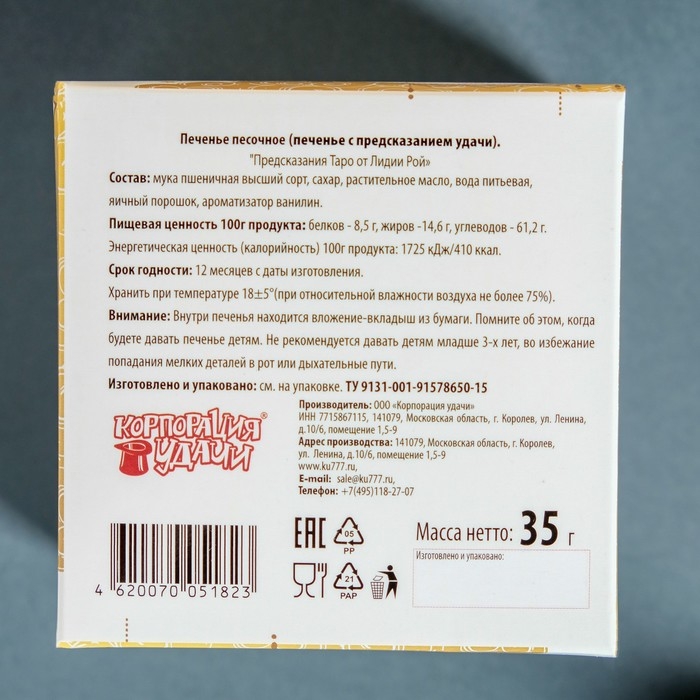 Печенье песочное (печенье с предсказанием удачи).
"Предсказания Таро от Лидии Рой»
Состав: мука пшеничная высший сорт, сахар, растительное масло, вода питьевая,
яичный порошок, ароматизатор ванилин.
Пищевая ценность 100г продукта: белков - 8,5 г, жиров -14,6 г, углеводов - 61,2 г.
Энергетическая ценность (калорийность) 100г продукта: 1725 кДж/410 ккал.
Срок годности: 12 месяцев с даты изготовления.
Хранить при температуре 18±5°(при относительной влажности воздуха не более 75%).
Внимание: Внутри печенья находится вложение-вкладыш из бумаги. Помните об этом, когда
будете давать печенье детям. Не рекомендуется давать детям младше 3-х лет, во избежание
попадания мелких деталей в рот или дыхательные пути.
Изготовлено и упаковано: см. на упаковке. ТУ 9131-001-91578650-15
КОРПОРАЦИЯ®
УДАЧИ
Производитель: ООО «Корпорация удачи»
ИНН 7715867115, 141079, Московская область, г. Королев, ул. Ленина,
д.10/6, помещение 1,5-9
Адрес производства: 141079, Московская область, г. Королев,
ул. Ленина, д.10/6, помещение 1,5-9
www.ku777.ru,
E-mail: sale@ku777.ru,
Телефон: +7(495)118-27-07
4 620070 051823
EAC
05
PP
21
PAP
Масса нетто: 35 г
Изготовлено и упаковано: